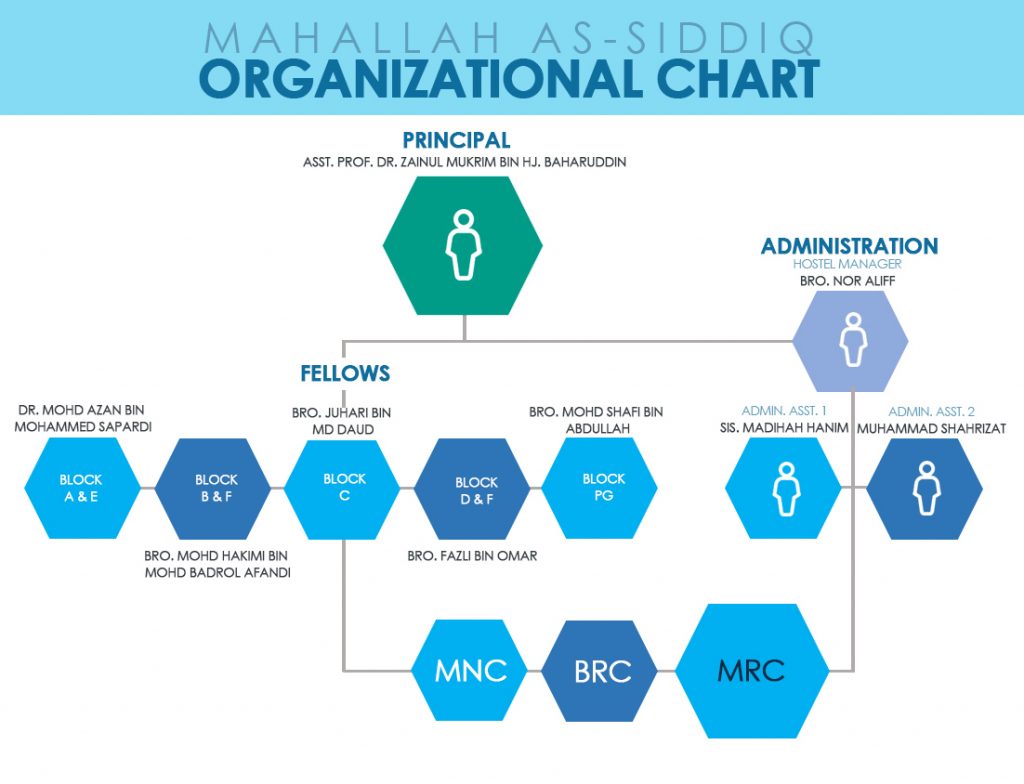 MAHALLAH AS-SIDDIQ
ORGANIZATIONAL CHART
PRINCIPAL
ASST. PROF. DR. ZAINUL MUKRIM BIN HJ. BAHARUDDIN
ADMINISTRATION
HOSTEL MANAGER
BRO. NOR ALIFF
FELLOWS
DR. MOHD AZAN BIN
MOHAMMED SAPARDI
BLOCK
A & E
BLOCK
B & F
BRO. MOHD HAKIMI BIN
MOHD BADROL AFANDI
BRO. JUHARI BIN
MD DAUD
BLOCK
C
BLOCK
D & F
BRO. FAZLI BIN OMAR
BRO. MOHD SHAFI BIN
ABDULLAH
BLOCK
PG
ADMIN. ASST. 1
SIS. MADIHAH HANIM
ADMIN. ASST. 2
MUHAMMAD SHAHRIZAT
MNC
BRC
MRC